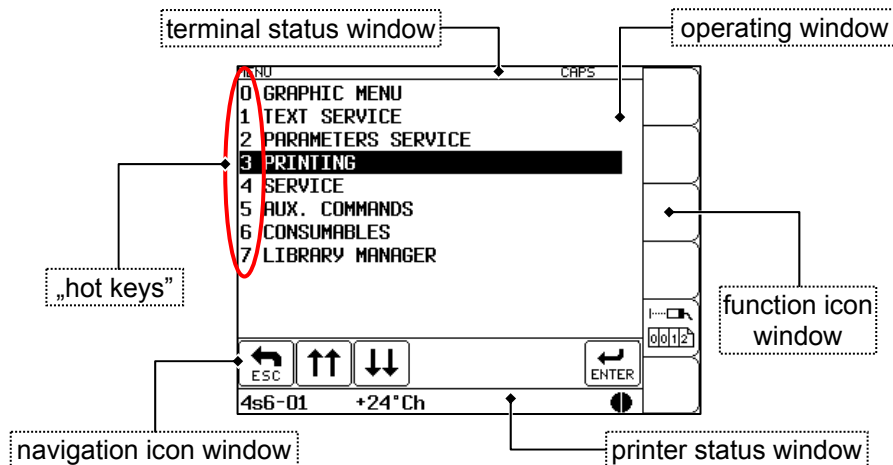 terminal status window
operating window
MENU CAPS
0 GRAPHIC MENU
1 TEXT SERVICE
2 PARAMETERS SERVICE
3 PRINTING
4 SERVICE
5 AUX. COMMANDS
6 CONSUMABLES
7 LIBRARY MANAGER
„hot keys”
function icon
window
0012
ESC
ENTER
4s6-01 +24°Ch
navigation icon window
printer status window